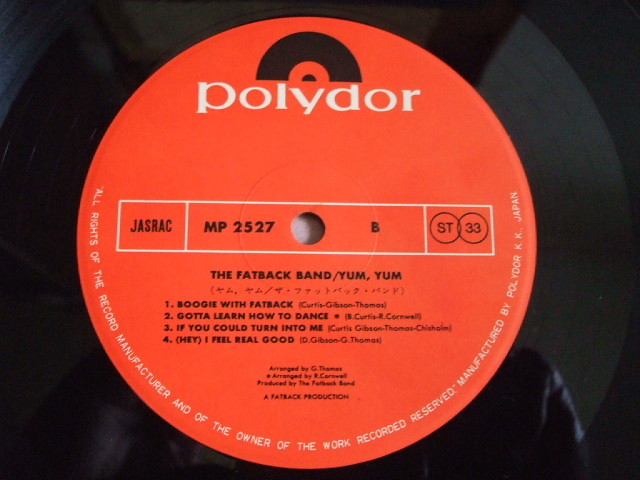 polydor
JASRAC MP 2527 B ST 33
THE FATBACK BAND/YUM, YUM
(ヤム,ヤム/ザ・ファットバック・バンド)
1. BOOGIE WITH FATBACK (Curtis-Gibson-Thomas)
2. GOTTA LEARN HOW TO DANCE * (B.Curtis-R.Cornwell)
3. IF YOU COULD TURN INTO ME (Curtis Gibson-Thomas-Chisholm)
4. (HEY) I FEEL REAL GOOD (D.Gibson-G.Thomas)
Arranged by G.Thomas
* Arranged by R.Cornwell
Produced by The Fatback Band
A FATBACK PRODUCTION
"ALL RIGHTS OF THE RECORD MANUFACTURER AND OF THE OWNER OF THE WORK RECORDED RESERVED." MANUFACTURED BY POLYDOR K.K., JAPAN